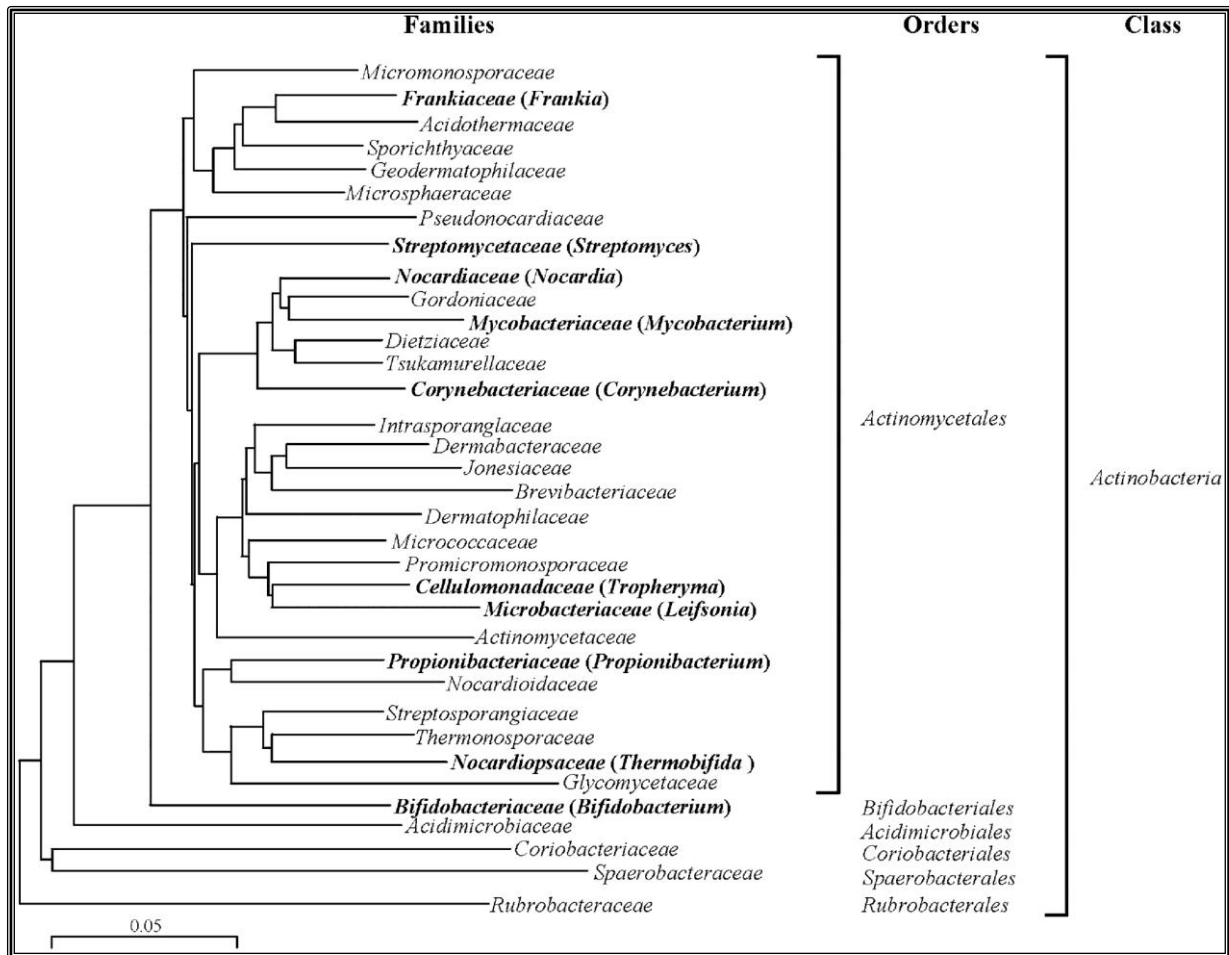 Families Orders Class
Micromonosporaceae
Frankiaceae (Frankia)
Acidothermaceae
Sporichthyaceae
Geodermatophilaceae
Microsphaeraceae
Pseudonocardiaceae
Streptomycetaceae (Streptomyces)
Nocardiaceae (Nocardia)
Gordoniaceae
Mycobacteriaceae (Mycobacterium)
Dietziaceae
Tsukamurellaceae
Corynebacteriaceae (Corynebacterium)
Actinomycetales
Intrasporanglaceae
Dermabacteraceae
Jonesiaceae
Actinobacteria
Brevibacteriaceae
Dermatophilaceae
Micrococcaceae
Promicromonosporaceae
Cellulomonadaceae (Tropheryma)
Microbacteriaceae (Leifsonia)
Actinomycetaceae
Propionibacteriaceae (Propionibacterium)
Nocardioidaceae
Streptosporangiaceae
Thermonosporaceae
Nocardiopsaceae (Thermobifida )
Glycomycetaceae
Bifidobacteriaceae (Bifidobacterium) Bifidobacteriales
Acidimicrobiaceae Acidimicrobiales
Coriobacteriaceae Coriobacteriales
Spaerobacteraceae Spaerobacterales
Rubrobacteraceae Rubrobacterales
0.05